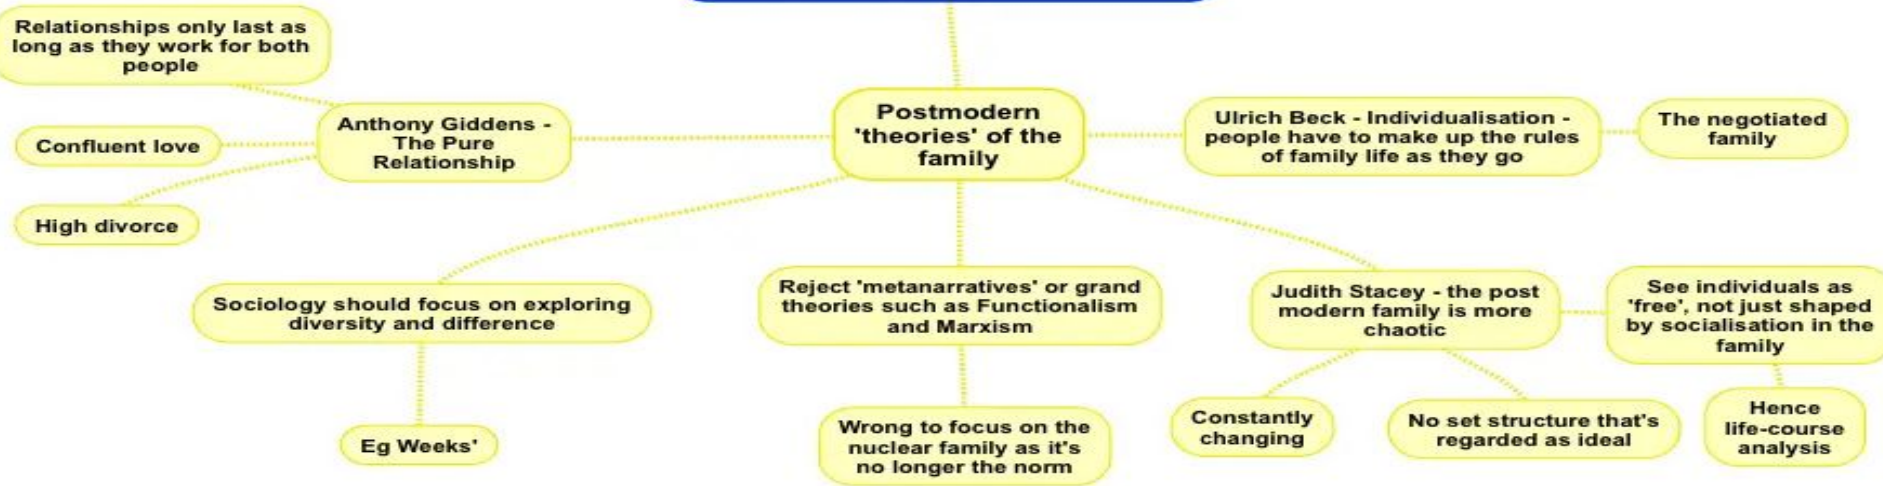 Relationships only last as
long as they work for both
people
Anthony Giddens -
The Pure
Relationship
Confluent love
High divorce
Postmodern
'theories' of the
family
Ulrich Beck - Individualisation -
people have to make up the rules
of family life as they go
The negotiated
family
Sociology should focus on exploring
diversity and difference
Eg Weeks'
Reject 'metanarratives' or grand
theories such as Functionalism
and Marxism
Wrong to focus on the
nuclear family as it's
no longer the norm
Judith Stacey - the post
modern family is more
chaotic
Constantly
changing
No set structure that's
regarded as ideal
See individuals as
'free', not just shaped
by socialisation in the
family
Hence
life-course
analysis